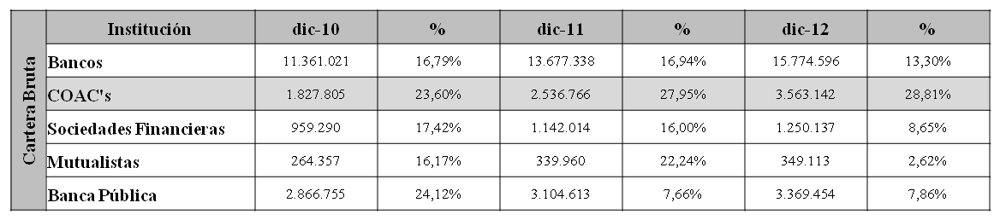 Cartera Bruta
Institución dic-10 % dic-11 % dic-12 %
Bancos 11.361.021 16,79% 13.677.338 16,94% 15.774.596 13,30%
COAC's 1.827.805 23,60% 2.536.766 27,95% 3.563.142 28,81%
Sociedades Financieras 959.290 17,42% 1.142.014 16,00% 1.250.137 8,65%
Mutualistas 264.357 16,17% 339.960 22,24% 349.113 2,62%
Banca Pública 2.866.755 24,12% 3.104.613 7,66% 3.369.454 7,86%